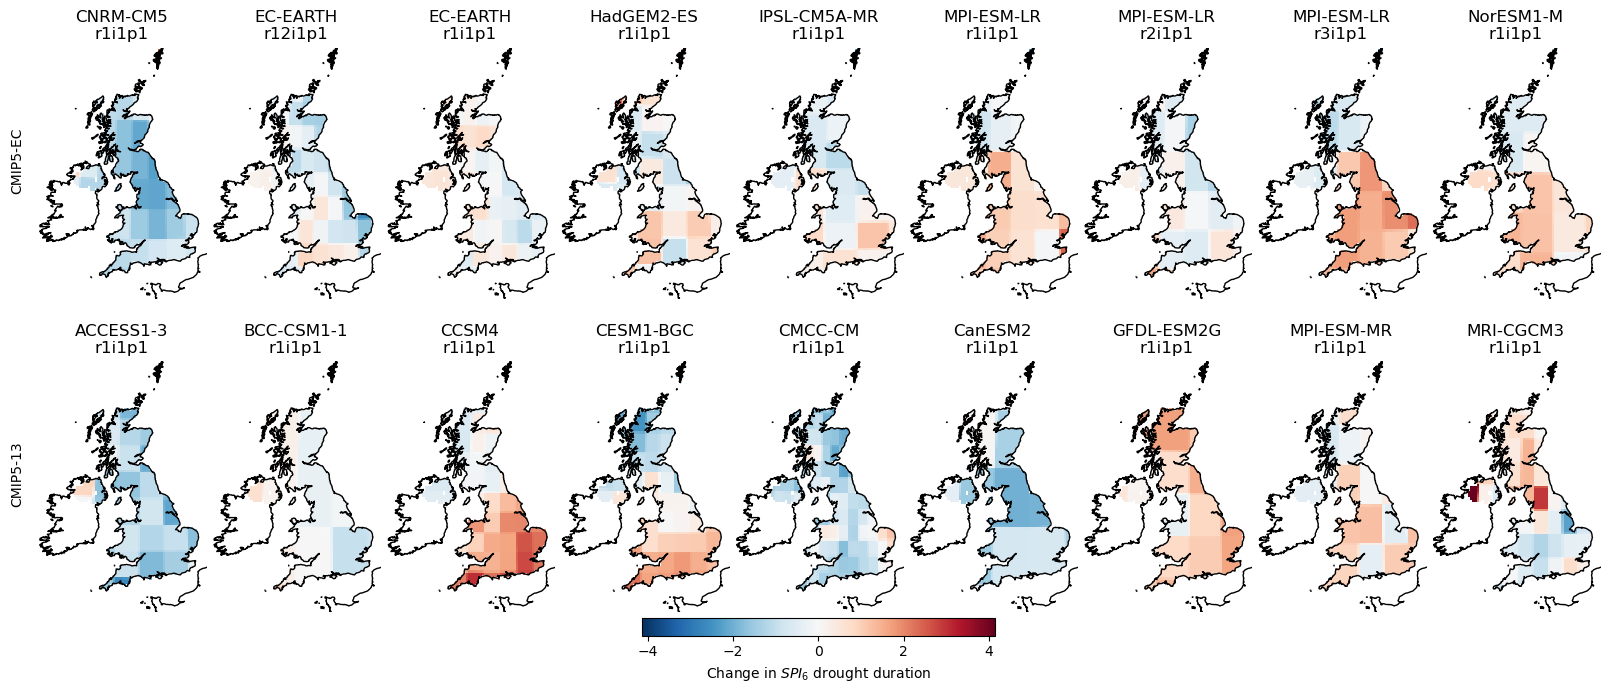 CNRM-CM5 EC-EARTH EC-EARTH HadGEM2-ES IPSL-CM5A-MR MPI-ESM-LR MPI-ESM-LR MPI-ESM-LR NorESM1-M
r1i1p1 r12i1p1 r1i1p1 r1i1p1 r1i1p1 r1i1p1 r2i1p1 r3i1p1 r1i1p1
CMIP5-EC
ACCESS1-3 BCC-CSM1-1 CCSM4 CESM1-BGC CMCC-CM CanESM2 GFDL-ESM2G MPI-ESM-MR MRI-CGCM3
r1i1p1 r1i1p1 r1i1p1 r1i1p1 r1i1p1 r1i1p1 r1i1p1 r1i1p1 r1i1p1
CMIP5-13
−4 −2 0 2 4
Change in SPI₆ drought duration